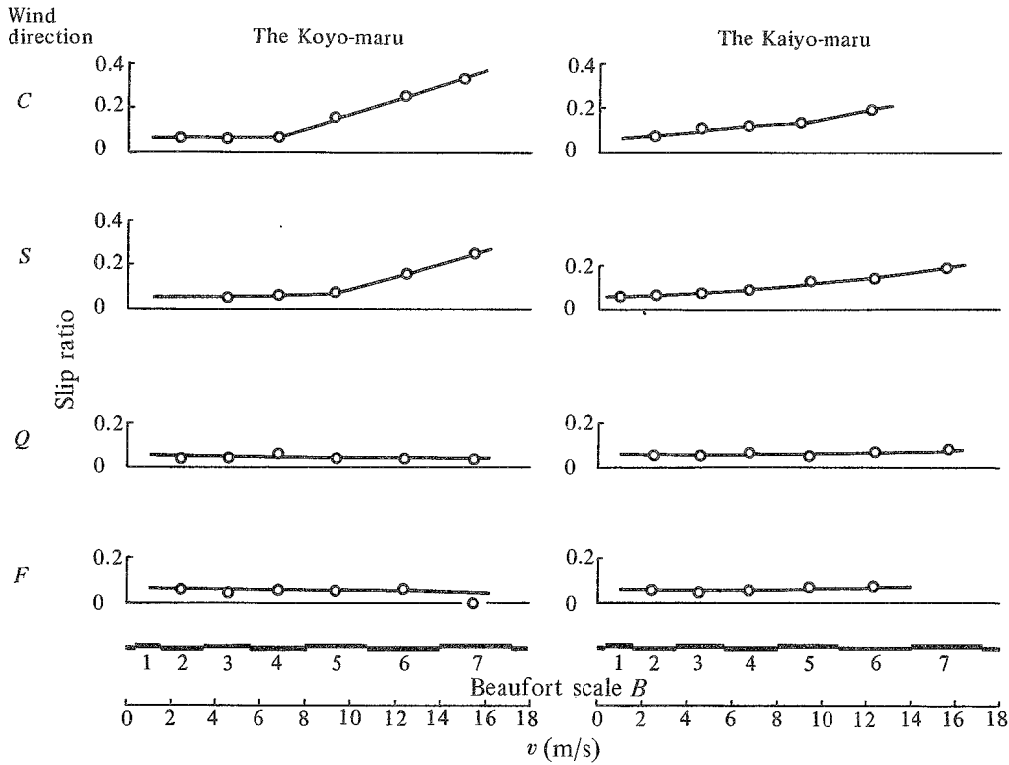 Wind
direction
The Koyo-maru
The Kaiyo-maru
C
0.4
0.2
0
0.4
0.2
0
S
0.4
0.2
0
0.2
0
Slip ratio
Q
0.2
0
0.2
0
F
0.2
0
0.2
0
1 2 3 4 5 6 7
1 2 3 4 5 6 7
Beaufort scale B
0 2 4 6 8 10 12 14 16 18
0 2 4 6 8 10 12 14 16 18
v (m/s)